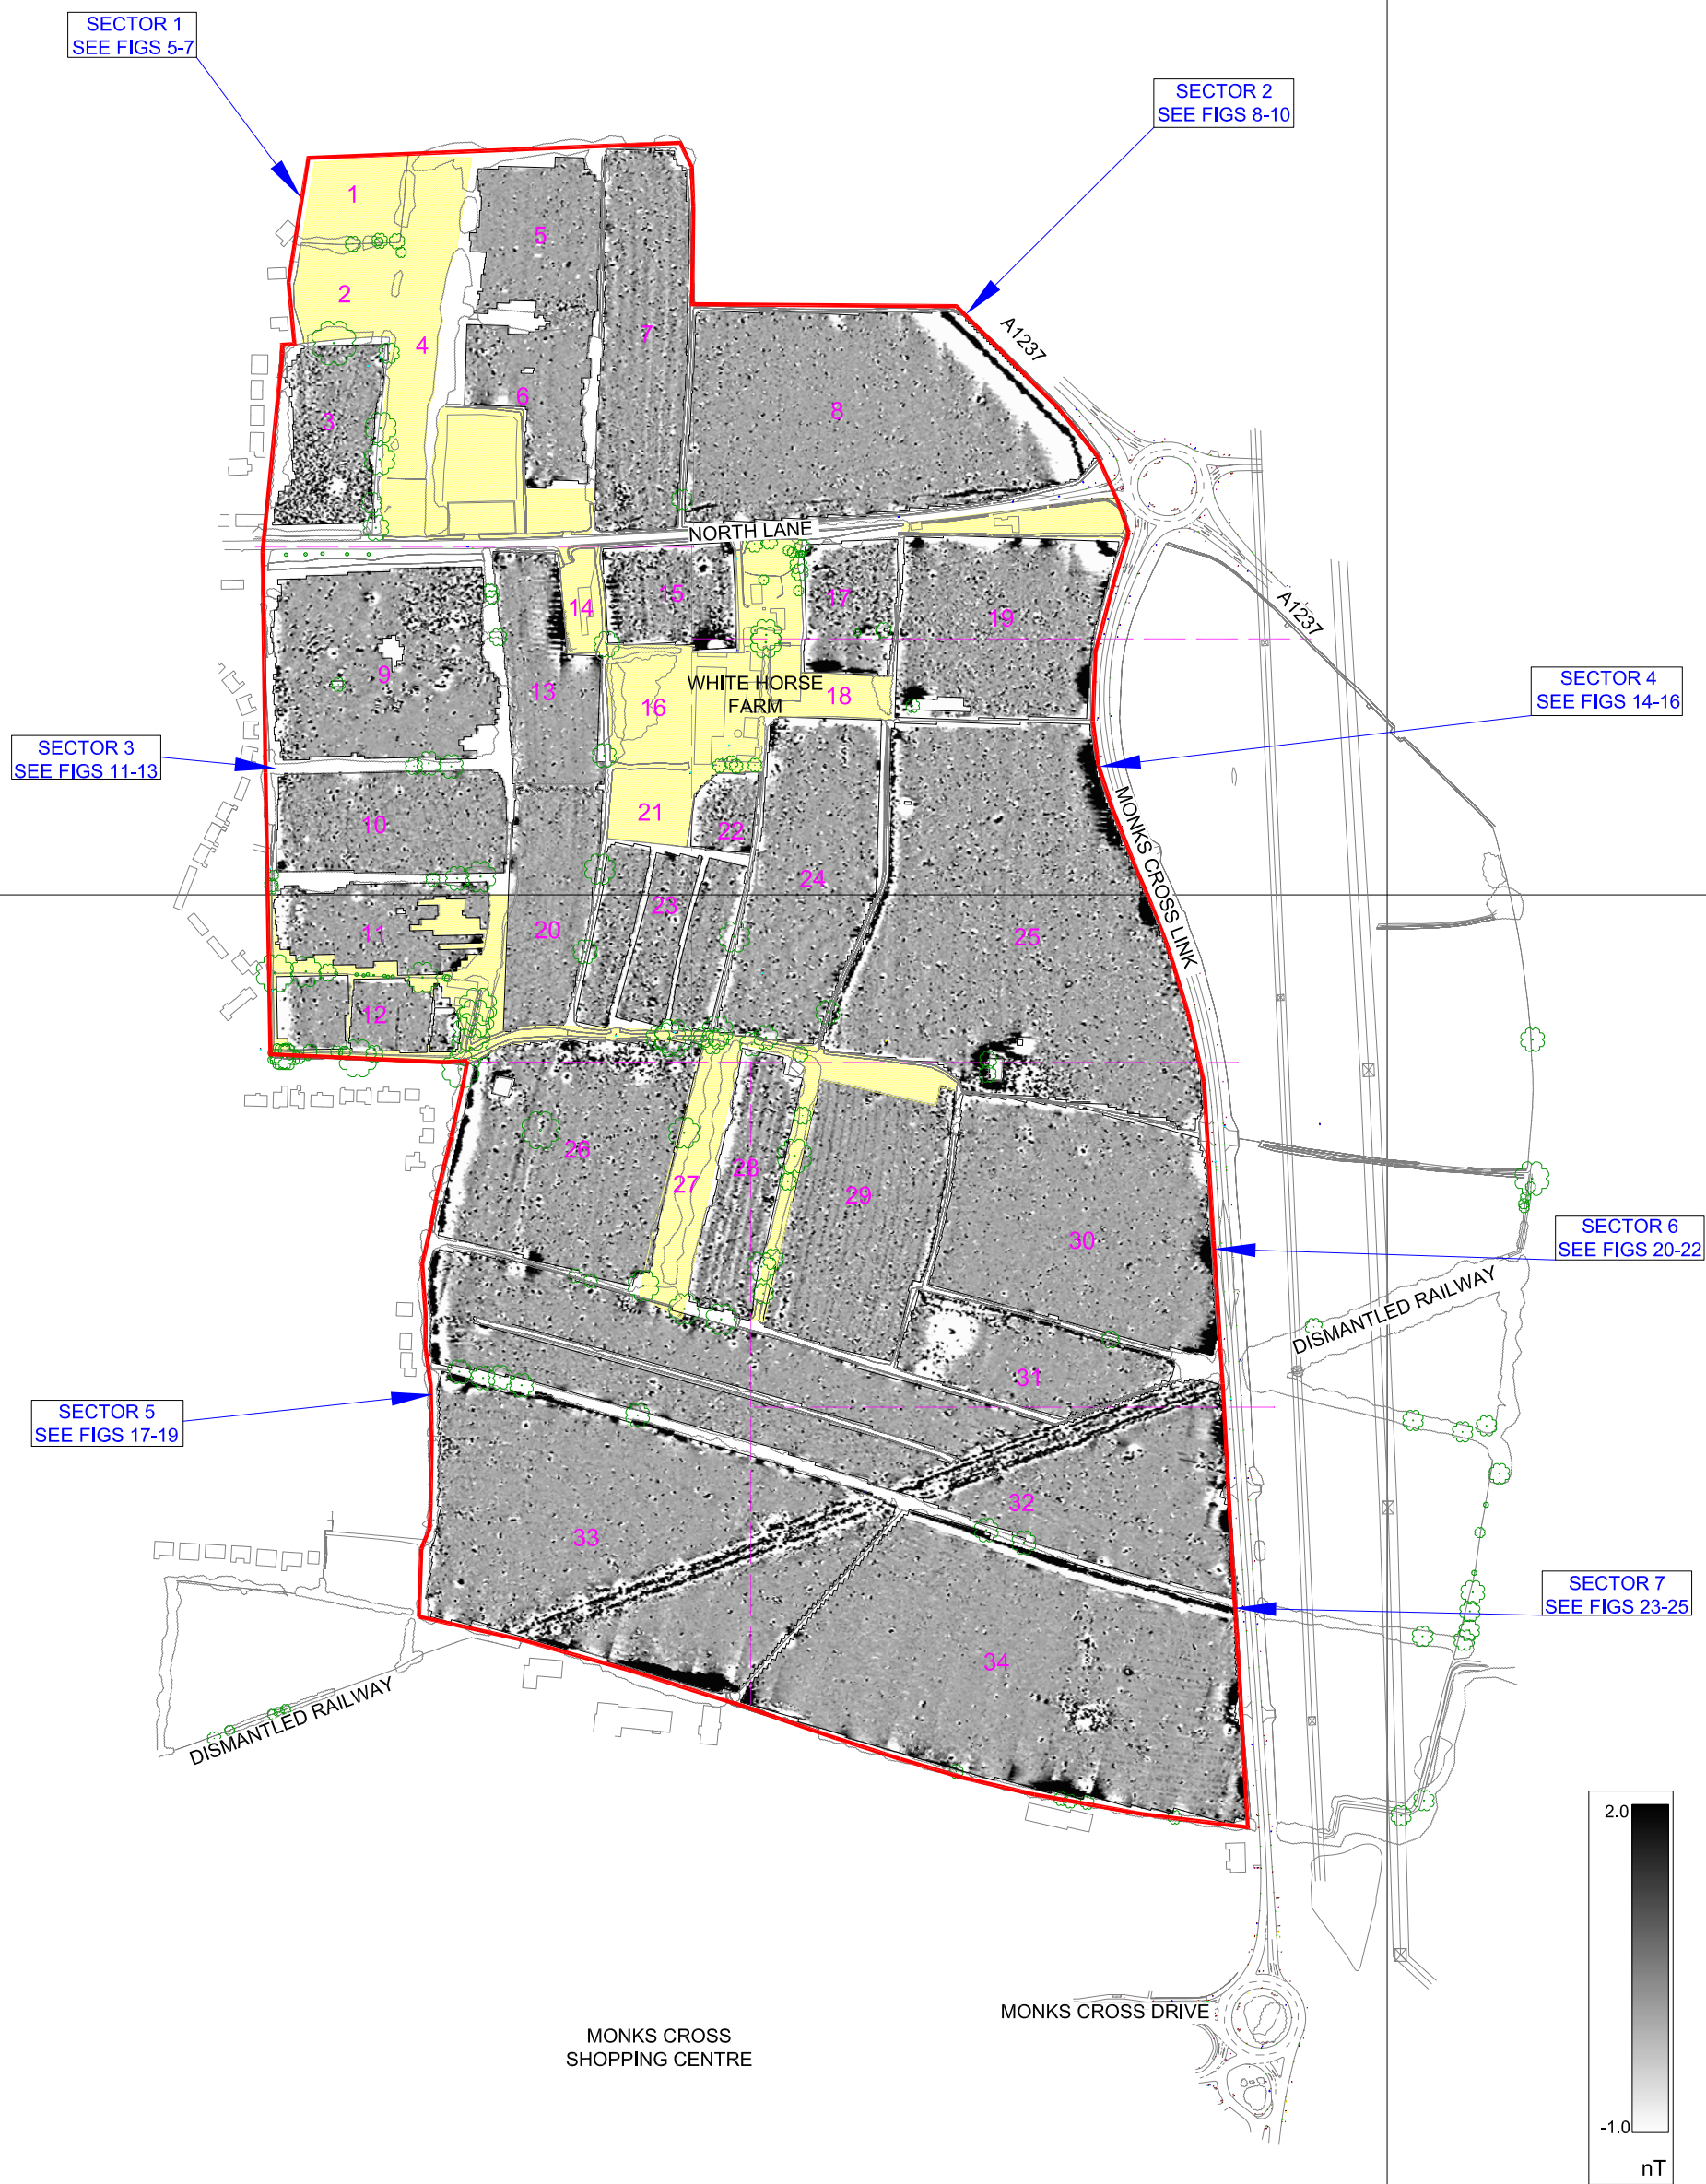 SECTOR 1
SEE FIGS 5-7
SECTOR 2
SEE FIGS 8-10
1
5
2
A1237
7
4
6
8
3
NORTH LANE
15
14
17
19
A1237
9
WHITE HORSE
FARM
13
16
18
SECTOR 4
SEE FIGS 14-16
SECTOR 3
SEE FIGS 11-13
21
10
22
MONKS CROSS LINK
24
23
11
20
25
12
26
28
27
29
30
SECTOR 6
SEE FIGS 20-22
DISMANTLED RAILWAY
31
SECTOR 5
SEE FIGS 17-19
32
33
SECTOR 7
SEE FIGS 23-25
34
DISMANTLED RAILWAY
2.0
-1.0
nT
MONKS CROSS DRIVE
MONKS CROSS
SHOPPING CENTRE